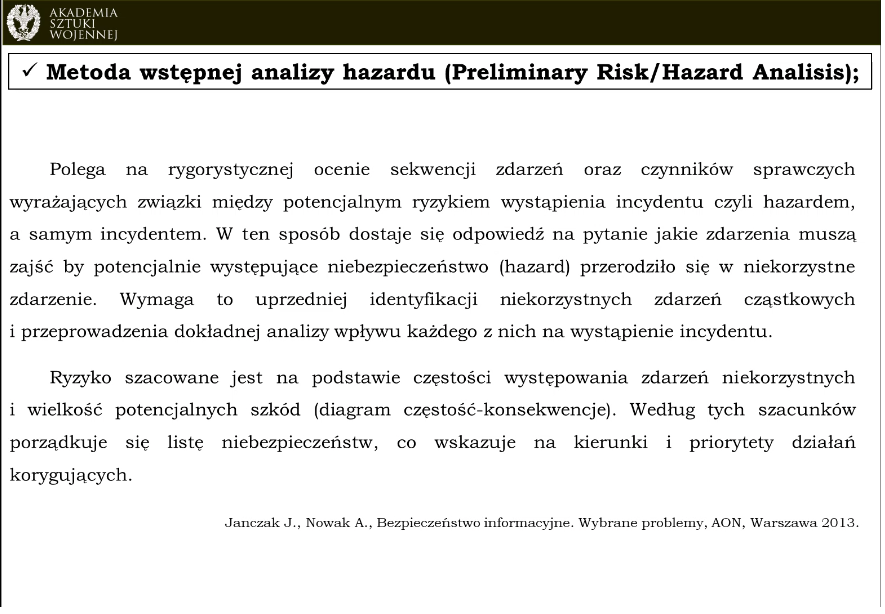 AKADEMIA
SZTUKI
WOJENNEJ
✓ Metoda wstępnej analizy hazardu (Preliminary Risk/Hazard Analisis);
Polega na rygorystycznej ocenie sekwencji zdarzeń oraz czynników sprawczych
wyrażających związki między potencjalnym ryzykiem wystąpienia incydentu czyli hazardem,
a samym incydentem. W ten sposób dostaje się odpowiedź na pytanie jakie zdarzenia muszą
zajść by potencjalnie występujące niebezpieczeństwo (hazard) przerodziło się w niekorzystne
zdarzenie. Wymaga to uprzedniej identyfikacji niekorzystnych zdarzeń cząstkowych
i przeprowadzenia dokładnej analizy wpływu każdego z nich na wystąpienie incydentu.
Ryzyko szacowane jest na podstawie częstości występowania zdarzeń niekorzystnych
i wielkość potencjalnych szkód (diagram częstość-konsekwencje). Według tych szacunków
porządkuje się listę niebezpieczeństw, co wskazuje na kierunki i priorytety działań
korygujących.
Janczak J., Nowak A., Bezpieczeństwo informacyjne. Wybrane problemy, AON, Warszawa 2013.